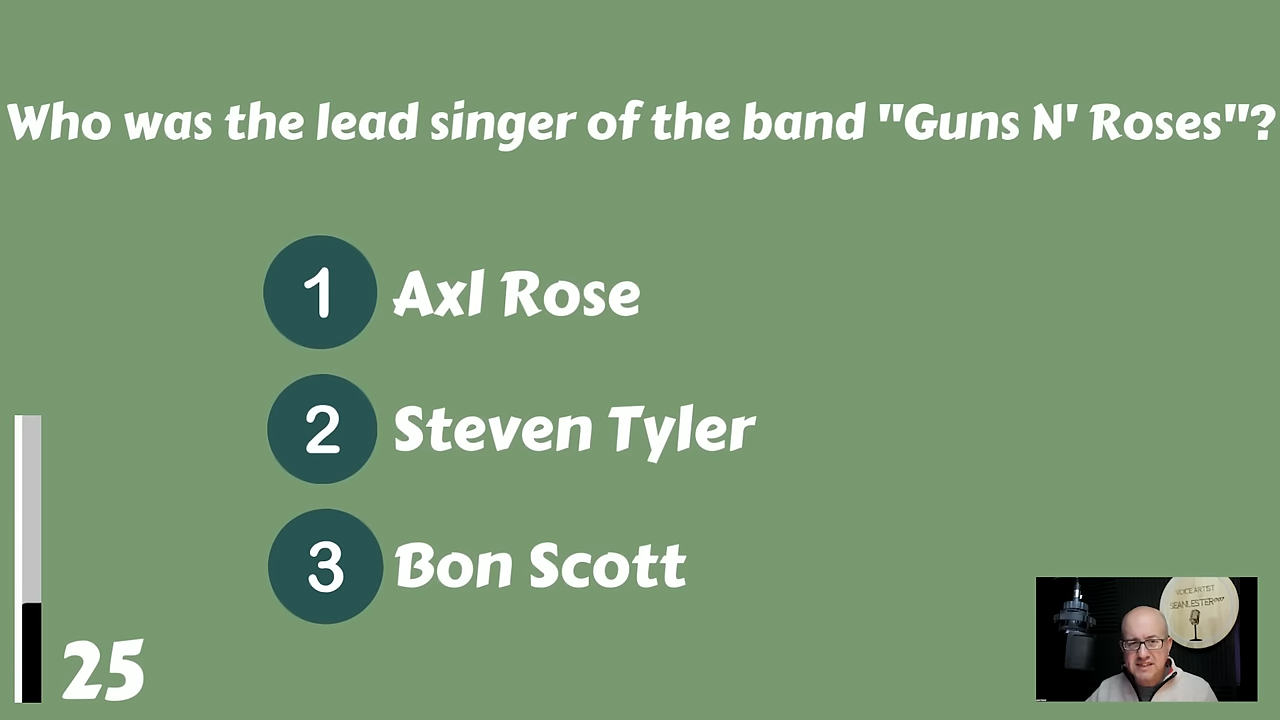 Who was the lead singer of the band "Guns N' Roses"?
1 Axl Rose
2 Steven Tyler
3 Bon Scott
25
VOICE ARTIST
SEANLESTER